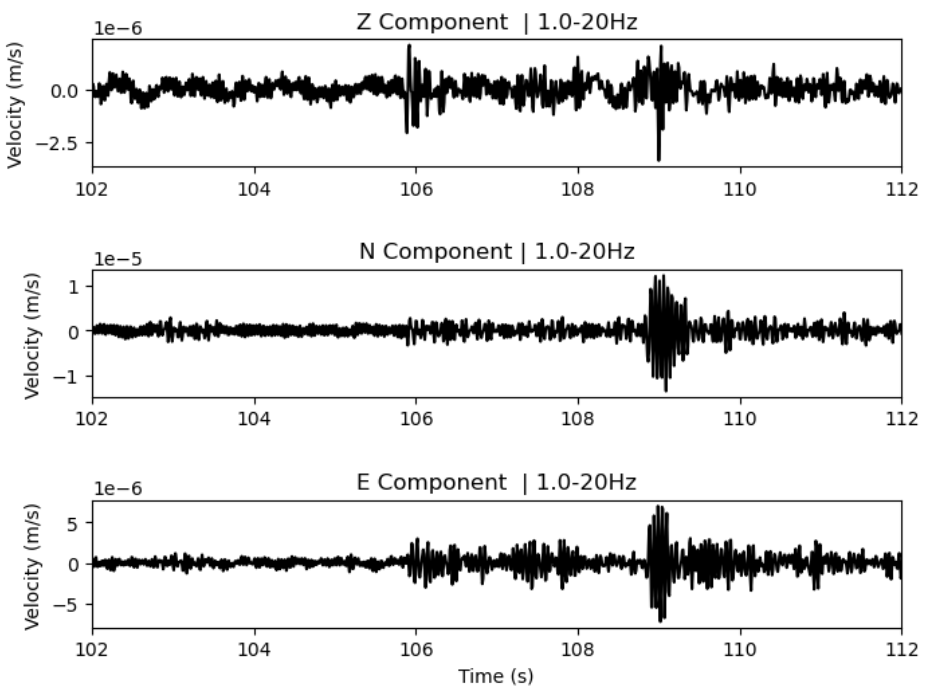 Z Component | 1.0-20Hz
1e−6
Velocity (m/s)
0.0
−2.5
102 104 106 108 110 112
N Component | 1.0-20Hz
1e−5
Velocity (m/s)
1
0
−1
102 104 106 108 110 112
E Component | 1.0-20Hz
1e−6
Velocity (m/s)
5
0
−5
102 104 106 108 110 112
Time (s)